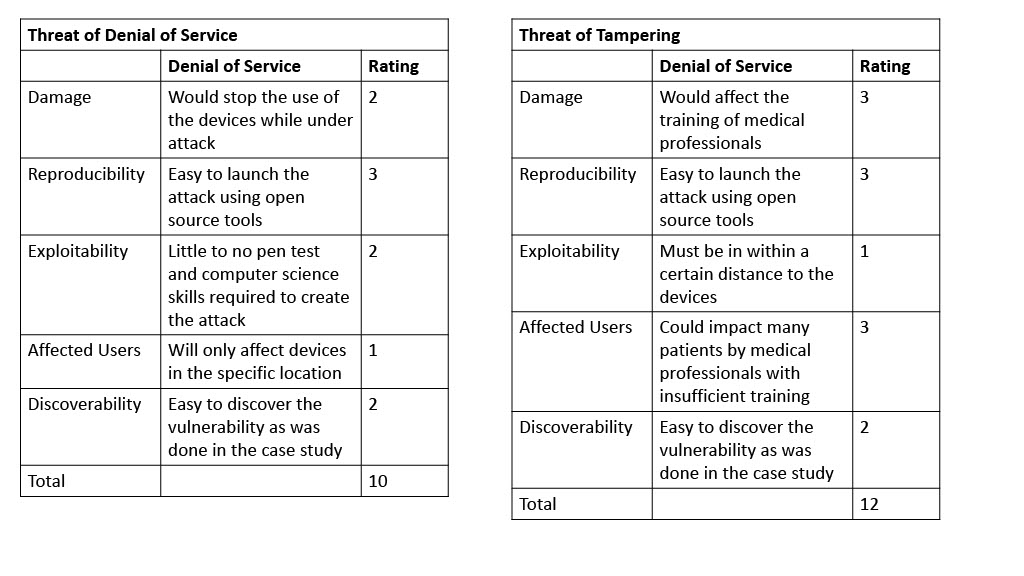 Threat of Denial of Service
Denial of Service Rating
Damage Would stop the use of 2
the devices while under
attack
Reproducibility Easy to launch the 3
attack using open
source tools
Exploitability Little to no pen test 2
and computer science
skills required to create
the attack
Affected Users Will only affect devices 1
in the specific location
Discoverability Easy to discover the 2
vulnerability as was
done in the case study
Total 10
Threat of Tampering
Denial of Service Rating
Damage Would affect the 3
training of medical
professionals
Reproducibility Easy to launch the 3
attack using open
source tools
Exploitability Must be in within a 1
certain distance to the
devices
Affected Users Could impact many 3
patients by medical
professionals with
insufficient training
Discoverability Easy to discover the 2
vulnerability as was
done in the case study
Total 12